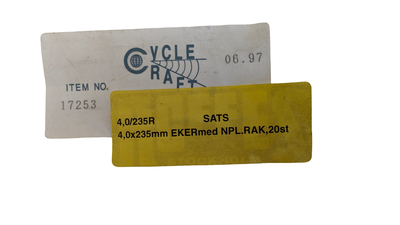 CYCLE CRAFT
06.97
ITEM NO.
17253
4,0/235R SATS
4,0x235mm EKERmed NPL.RAK,20st